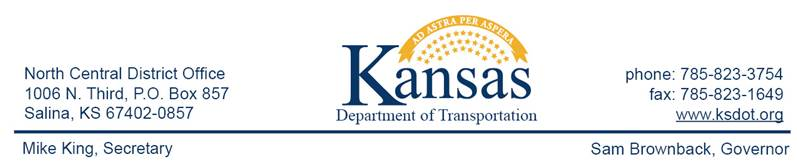 North Central District Office
1006 N. Third, P.O. Box 857
Salina, KS 67402-0857
AD ASTRA PER ASPERA
Kansas
Department of Transportation
phone: 785-823-3754
fax: 785-823-1649
www.ksdot.org
Mike King, Secretary
Sam Brownback, Governor